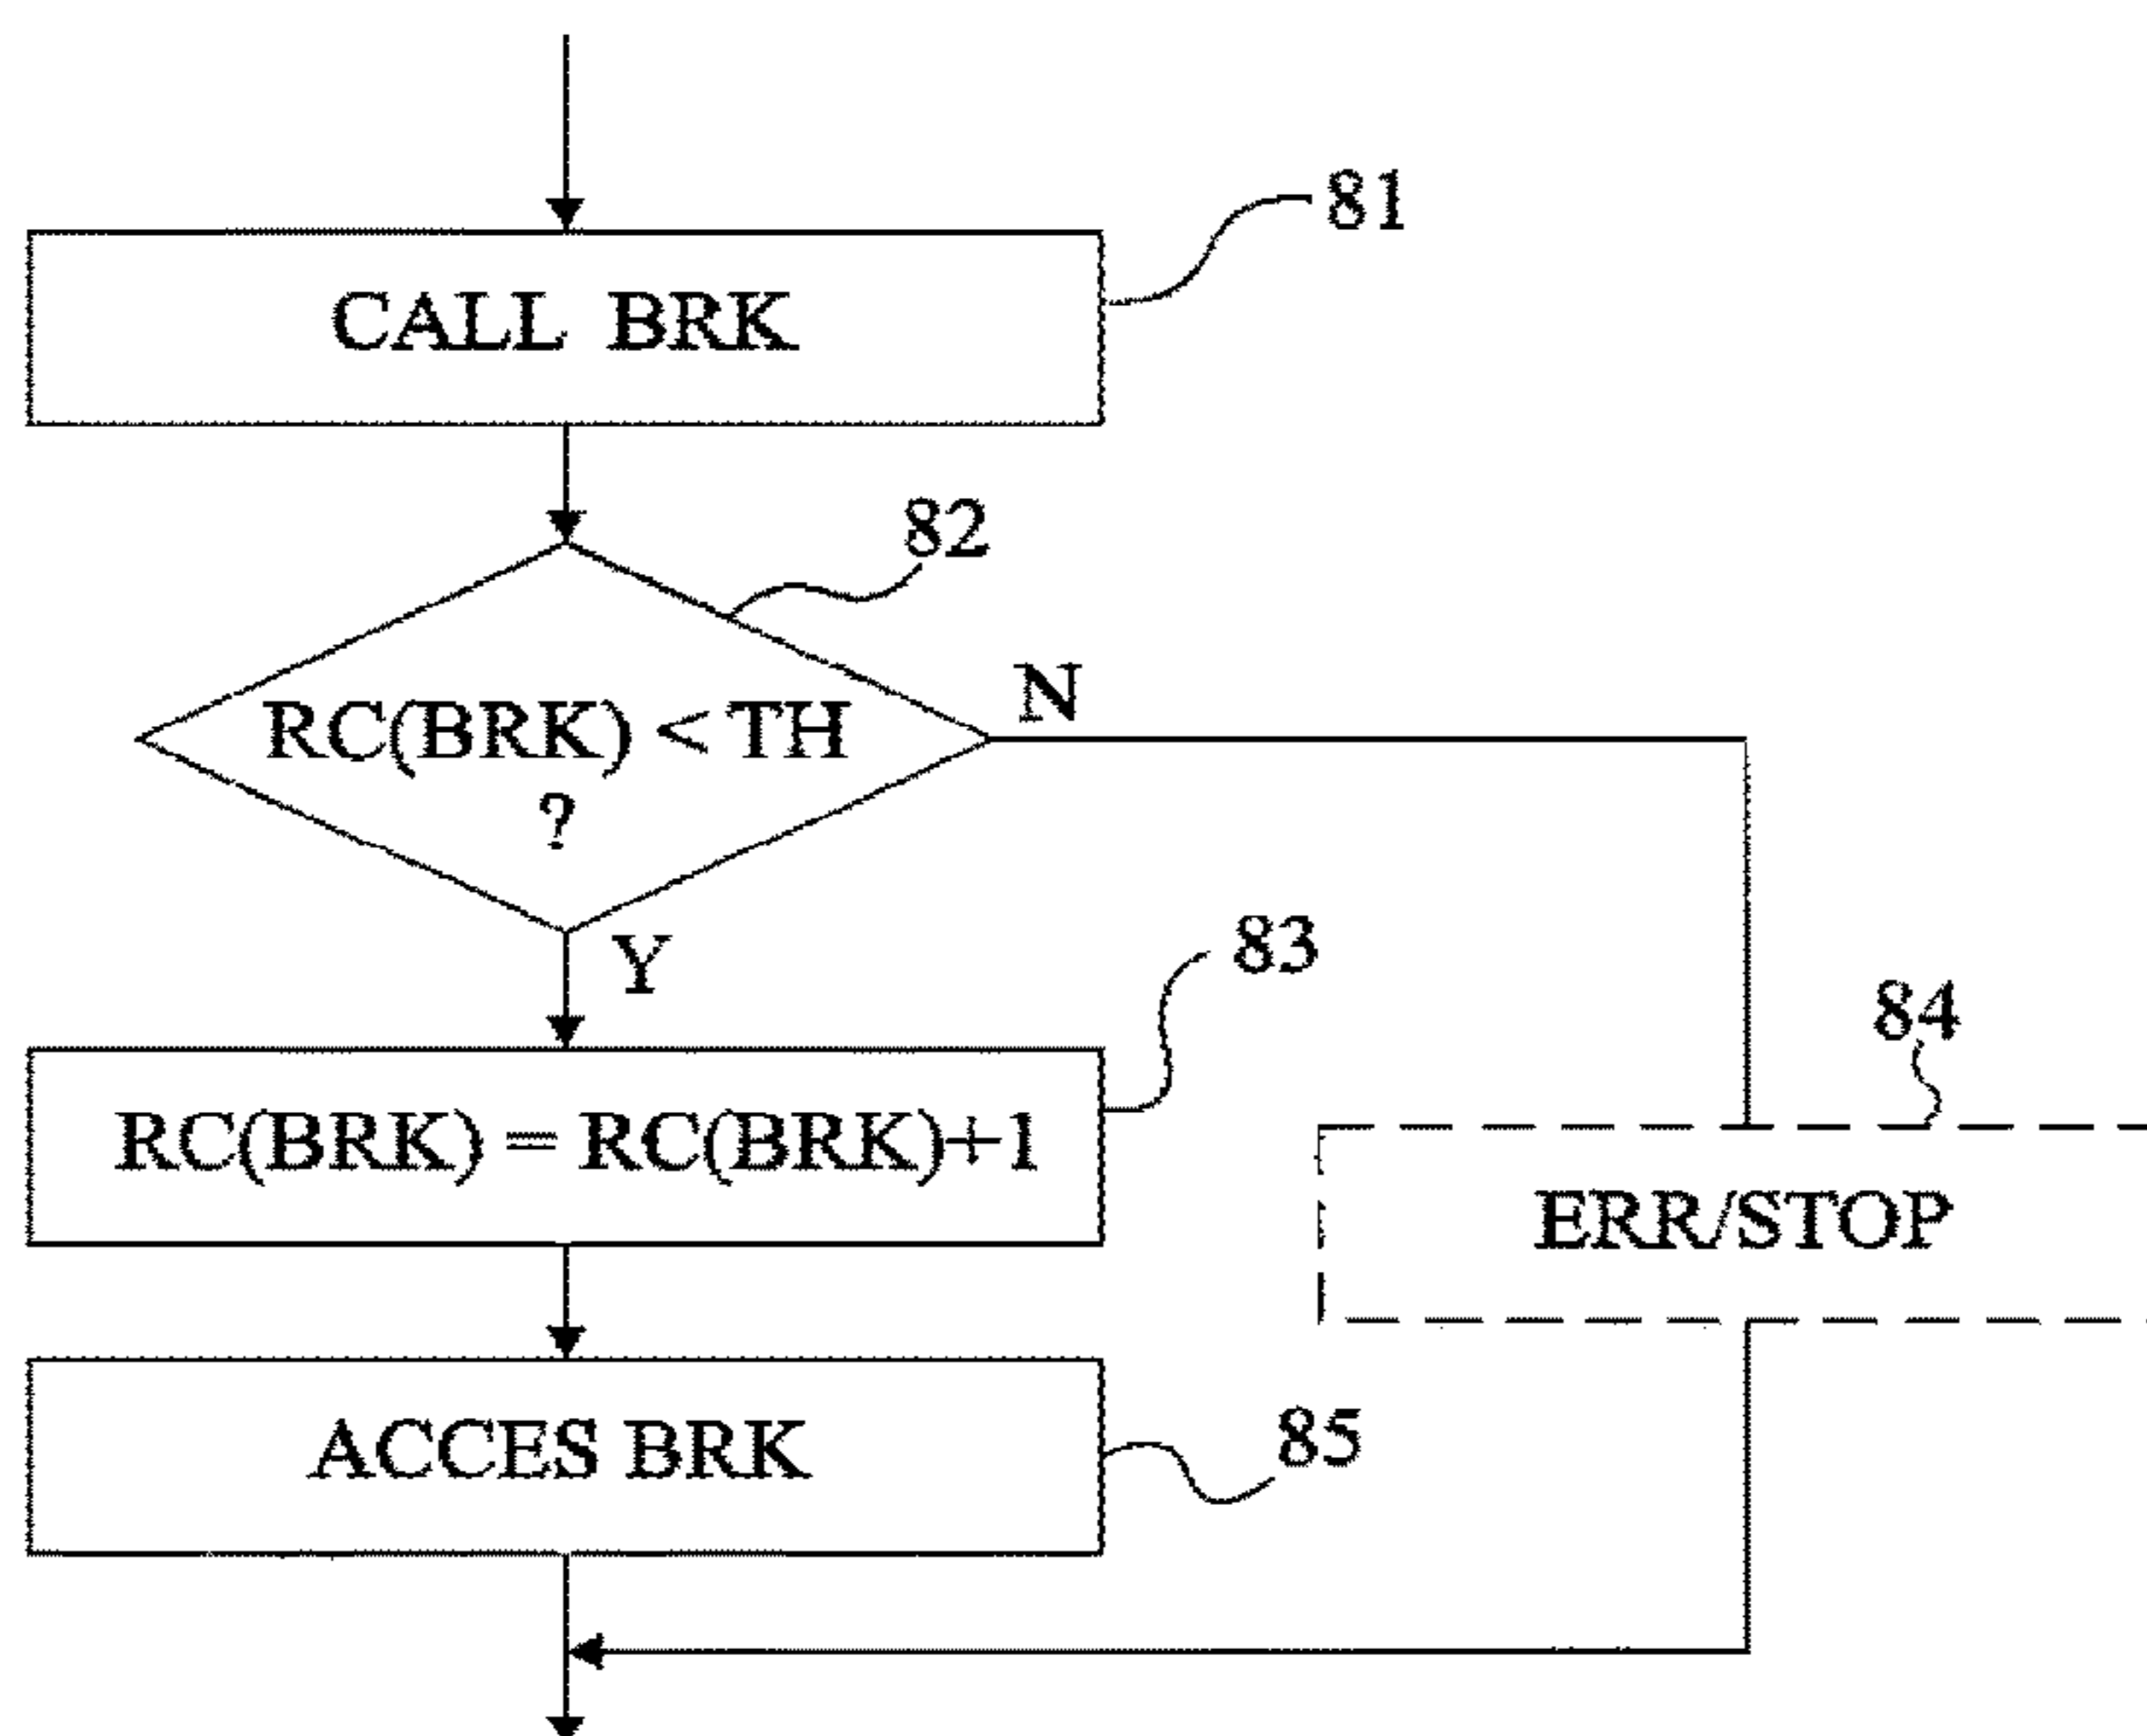 81
CALL BRK
82
RC(BRK) < TH
?
N
Y
83
RC(BRK) = RC(BRK)+1
84
ERR/STOP
ACCES BRK
85